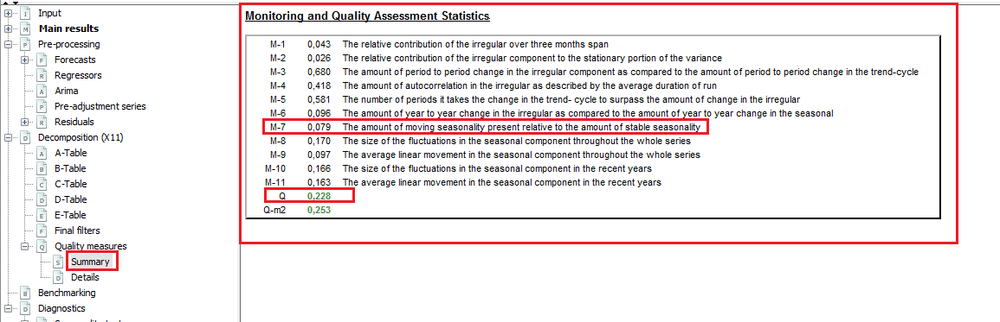 Input
Main results
Pre-processing
Forecasts
Regressors
Arima
Pre-adjustment series
Residuals
Decomposition (X11)
A-Table
B-Table
C-Table
D-Table
E-Table
Final filters
Quality measures
Summary
Details
Benchmarking
Diagnostics
Monitoring and Quality Assessment Statistics
M-1 0,043 The relative contribution of the irregular over three months span
M-2 0,026 The relative contribution of the irregular component to the stationary portion of the variance
M-3 0,680 The amount of period to period change in the irregular component as compared to the amount of period to period change in the trend-cycle
M-4 0,418 The amount of autocorrelation in the irregular as described by the average duration of run
M-5 0,581 The number of periods it takes the change in the trend- cycle to surpass the amount of change in the irregular
M-6 0,096 The amount of year to year change in the irregular as compared to the amount of year to year change in the seasonal
M-7 0,079 The amount of moving seasonality present relative to the amount of stable seasonality
M-8 0,170 The size of the fluctuations in the seasonal component throughout the whole series
M-9 0,097 The average linear movement in the seasonal component throughout the whole series
M-10 0,166 The size of the fluctuations in the seasonal component in the recent years
M-11 0,163 The average linear movement in the seasonal component in the recent years
Q 0,228
Q-m2 0,253